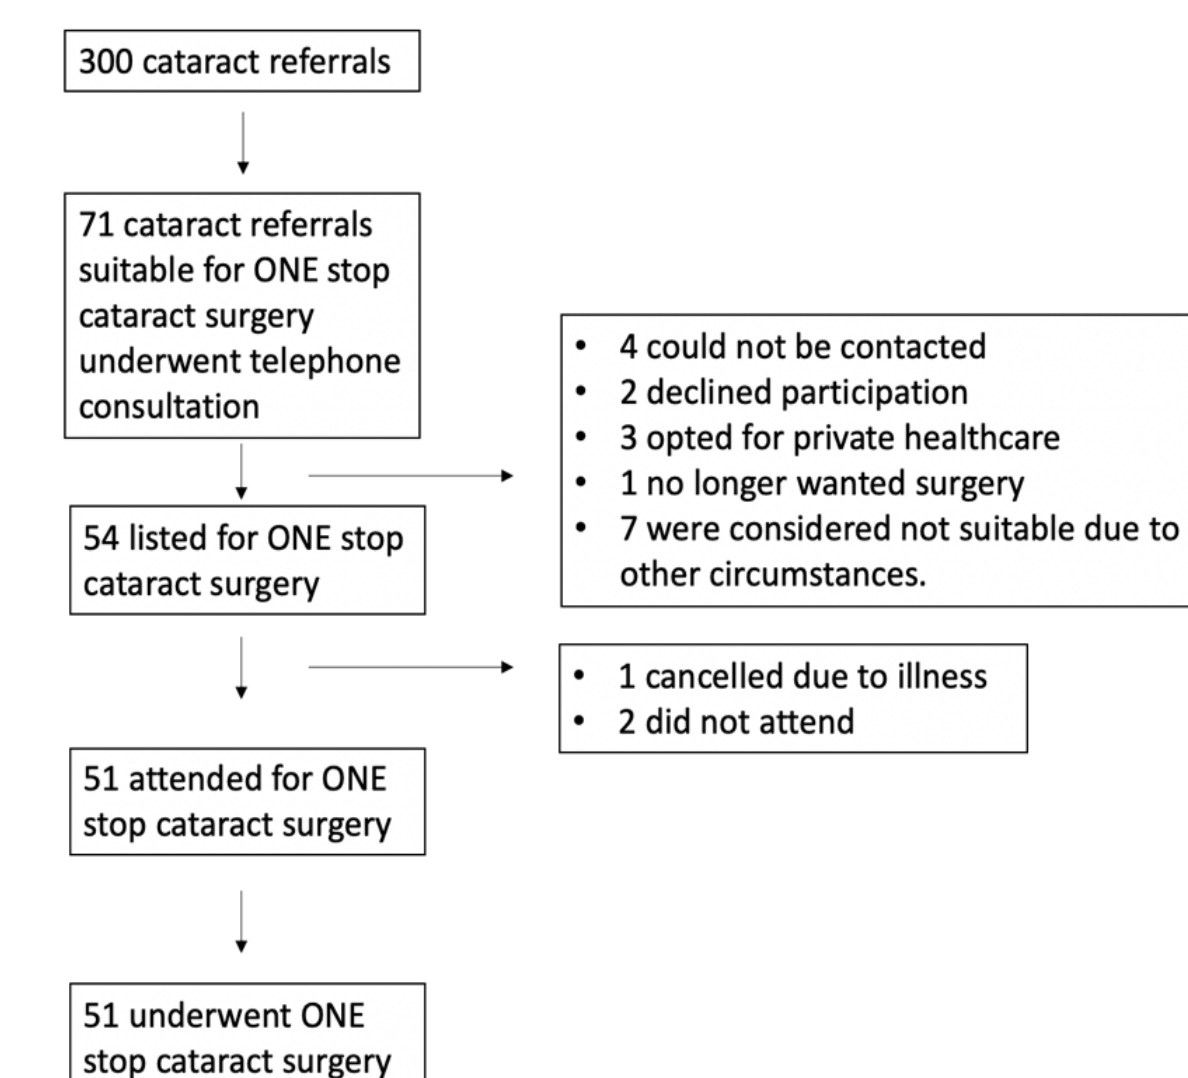 300 cataract referrals
71 cataract referrals
suitable for ONE stop
cataract surgery
underwent telephone
consultation
• 4 could not be contacted
• 2 declined participation
• 3 opted for private healthcare
• 1 no longer wanted surgery
• 7 were considered not suitable due to
other circumstances.
54 listed for ONE stop
cataract surgery
• 1 cancelled due to illness
• 2 did not attend
51 attended for ONE
stop cataract surgery
51 underwent ONE
stop cataract surgery